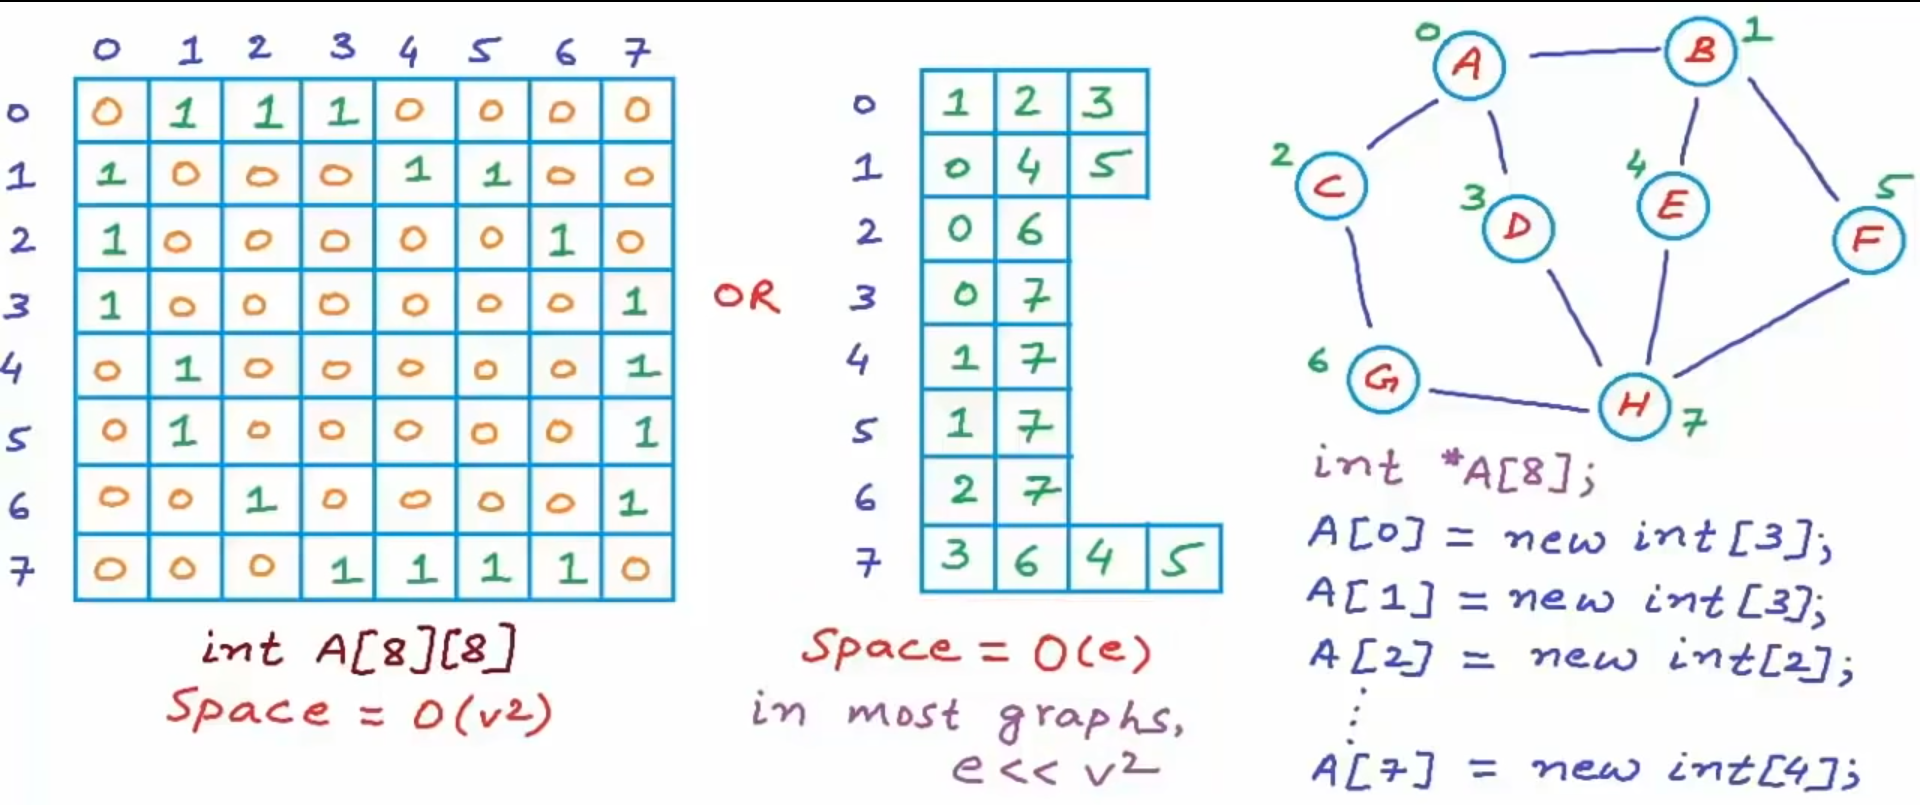 0 1 2 3 4 5 6 7
0 0 1 1 1 0 0 0 0
1 1 0 0 0 1 1 0 0
2 1 0 0 0 0 0 1 0
3 1 0 0 0 0 0 0 1
4 0 1 0 0 0 0 0 1
5 0 1 0 0 0 0 0 1
6 0 0 1 0 0 0 0 1
7 0 0 0 1 1 1 1 0
int A[8][8]
Space = O(v2)
OR
0 1 2 3
1 0 4 5
2 0 6
3 0 7
4 1 7
5 1 7
6 2 7
7 3 6 4 5
Space = O(e)
in most graphs,
e << v2
0 A
B 1
2 C
3 D
4 E
5 F
6 G
H 7
int *A[8];
A[0] = new int[3];
A[1] = new int[3];
A[2] = new int[2];
⋮
A[7] = new int[4];